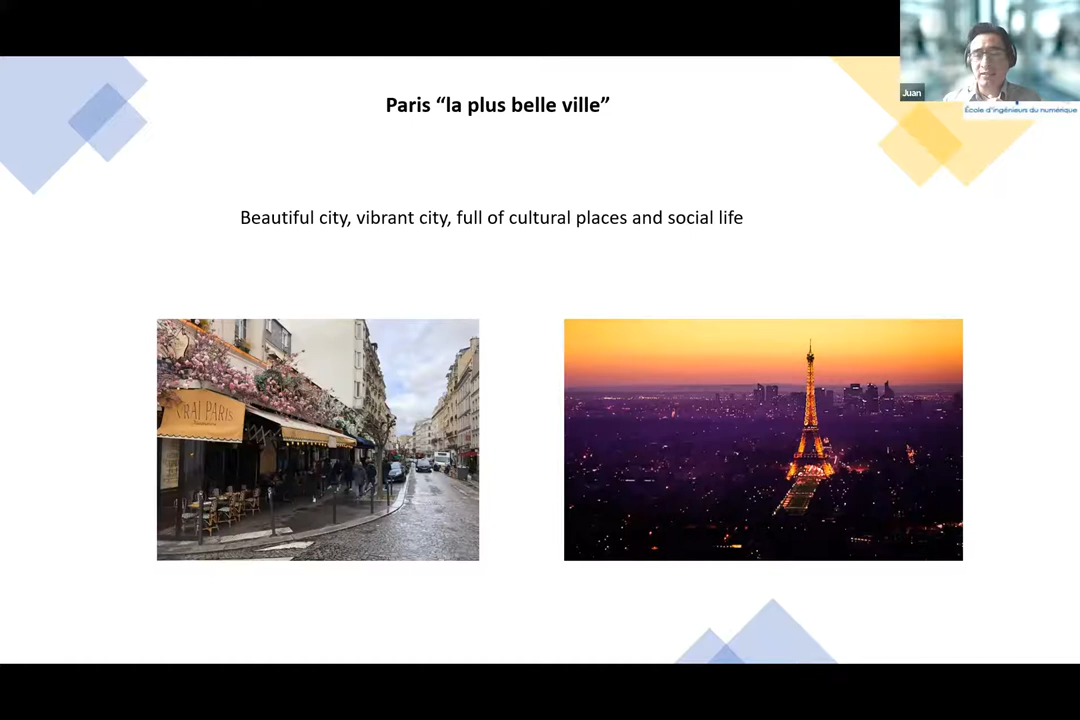 Paris “la plus belle ville”
Juan
École d'ingénieurs du numérique
Beautiful city, vibrant city, full of cultural places and social life
VRAI PARIS